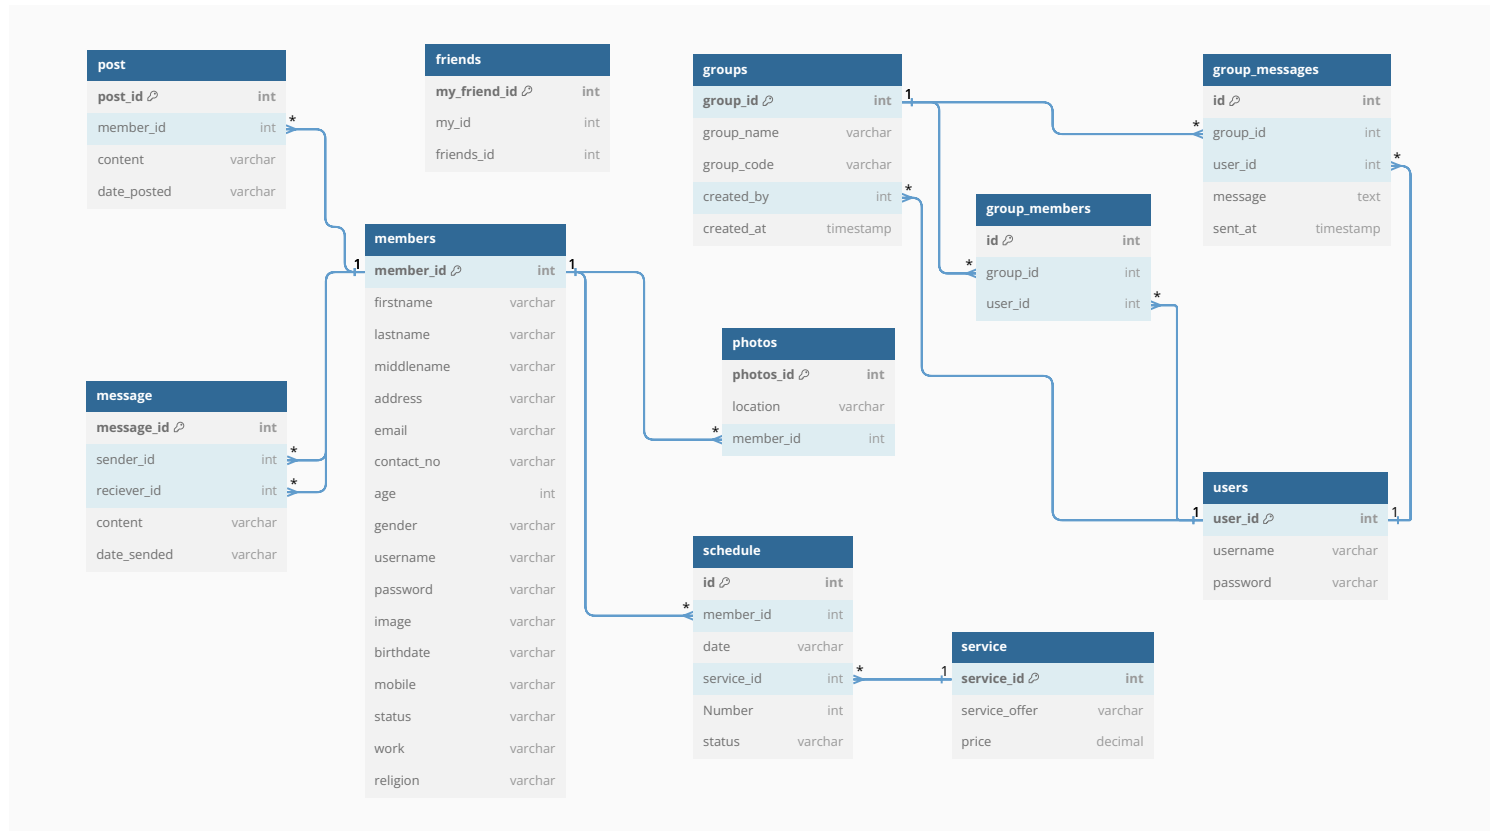 post
post_id int
member_id int
content varchar
date_posted varchar
*
friends
my_friend_id int
my_id int
friends_id int
groups
group_id int
group_name varchar
group_code varchar
created_by int
created_at timestamp
1
*
group_messages
id int
group_id int
user_id int
message text
sent_at timestamp
*
*
group_members
id int
group_id int
user_id int
*
*
members
member_id int
firstname varchar
lastname varchar
middlename varchar
address varchar
email varchar
contact_no varchar
age int
gender varchar
username varchar
password varchar
image varchar
birthdate varchar
mobile varchar
status varchar
work varchar
religion varchar
1
1
message
message_id int
sender_id int
reciever_id int
content varchar
date_sended varchar
*
*
photos
photos_id int
location varchar
member_id int
*
users
user_id int
username varchar
password varchar
1
1
schedule
id int
member_id int
date varchar
service_id int
Number int
status varchar
*
*
service
service_id int
service_offer varchar
price decimal
1